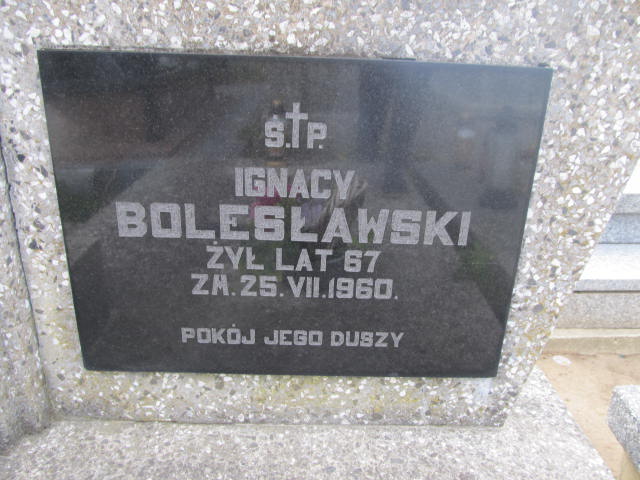 Ś.†P.
IGNACY
BOLESŁAWSKI
ŻYŁ LAT 67
ZM. 25.VII.1960.
POKÓJ JEGO DUSZY